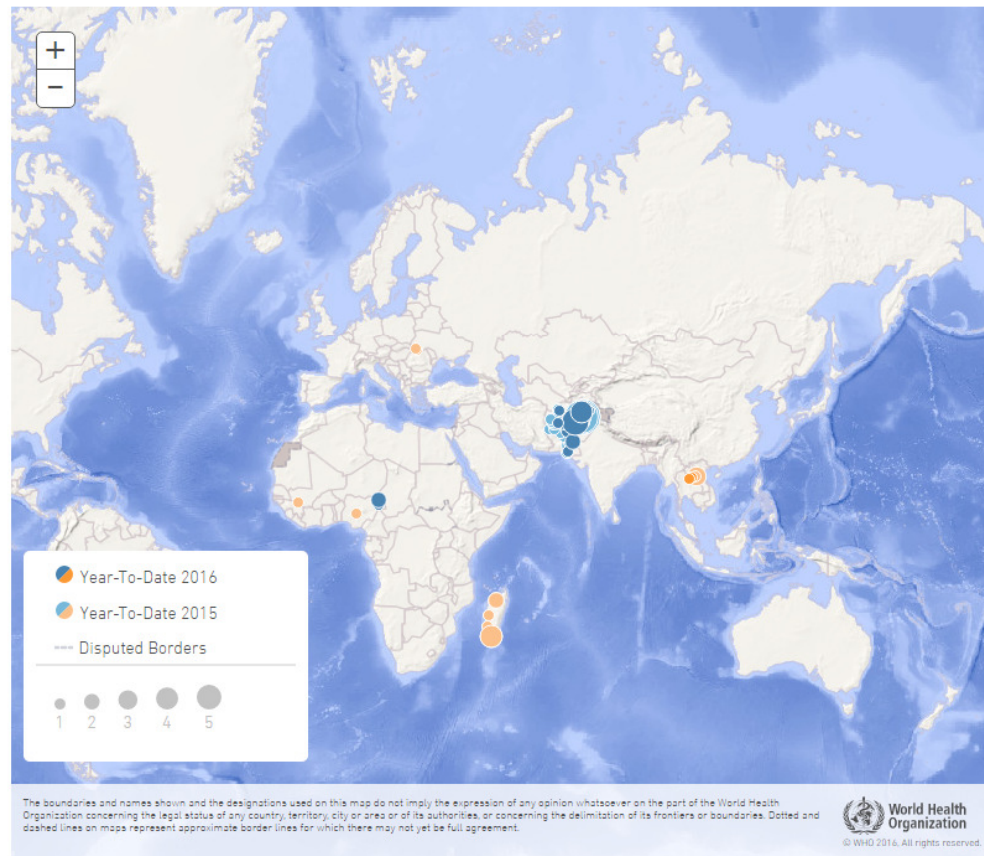 +
−
Year-To-Date 2016
Year-To-Date 2015
Disputed Borders
1 2 3 4 5
The boundaries and names shown and the designations used on this map do not imply the expression of any opinion whatsoever on the part of the World Health
Organization concerning the legal status of any country, territory, city or area or of its authorities, or concerning the delimitation of its frontiers or boundaries. Dotted and
dashed lines on maps represent approximate border lines for which there may not yet be full agreement.
World Health
Organization
© WHO 2016, All rights reserved.